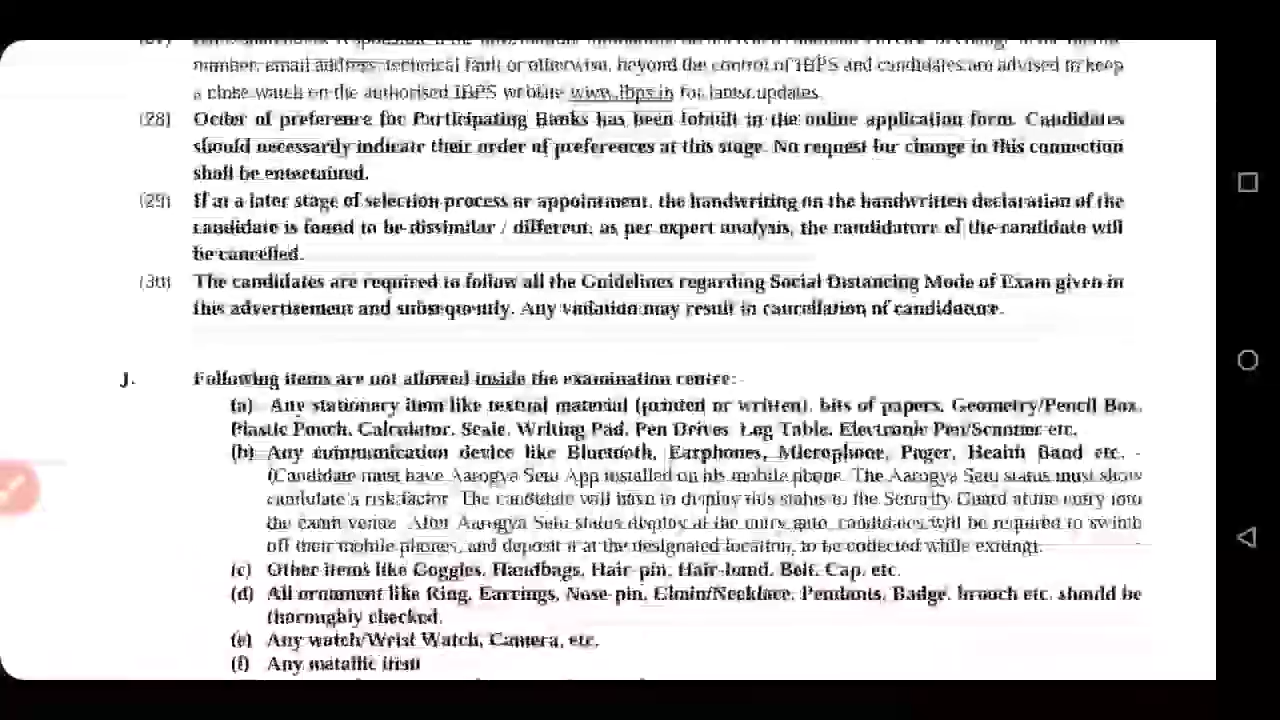 number, email address, technical fault or otherwise, beyond the control of IBPS and candidates are advised to keep
a close watch on the authorised IBPS website www.ibps.in for latest updates.
(28) Order of preference for Participating Banks has been inbuilt in the online application form. Candidates
should necessarily indicate their order of preferences at this stage. No request for change in this connection
shall be entertained.
(29) If at a later stage of selection process or appointment, the handwriting on the handwritten declaration of the
candidate is found to be dissimilar / different, as per expert analysis, the candidature of the candidate will
be cancelled.
(30) The candidates are required to follow all the Guidelines regarding Social Distancing Mode of Exam given in
this advertisement and subsequently. Any violation may result in cancellation of candidature.
J. Following items are not allowed inside the examination centre:-
(a) Any stationary item like textual material (printed or written), bits of papers, Geometry/Pencil Box,
Plastic Pouch, Calculator, Scale, Writing Pad, Pen Drives, Log Table, Electronic Pen/Scanner etc.
(b) Any communication device like Bluetooth, Earphones, Microphone, Pager, Health Band etc. -
(Candidate must have Aarogya Setu App installed on his mobile phone. The Aarogya Setu status must show
candidate's risk factor. The candidate will have to display this status to the Security Guard at the entry into
the exam venue. After Aarogya Setu status display at the entry gate, candidates will be required to switch
off their mobile phones, and deposit it at the designated location, to be collected while exiting).
(c) Other items like Goggles, Handbags, Hair-pin, Hair-band, Belt, Cap, etc.
(d) All ornament like Ring, Earrings, Nose-pin, Chain/Necklace, Pendants, Badge, brooch etc. should be
thoroughly checked.
(e) Any watch/Wrist Watch, Camera, etc.
(f) Any metallic item